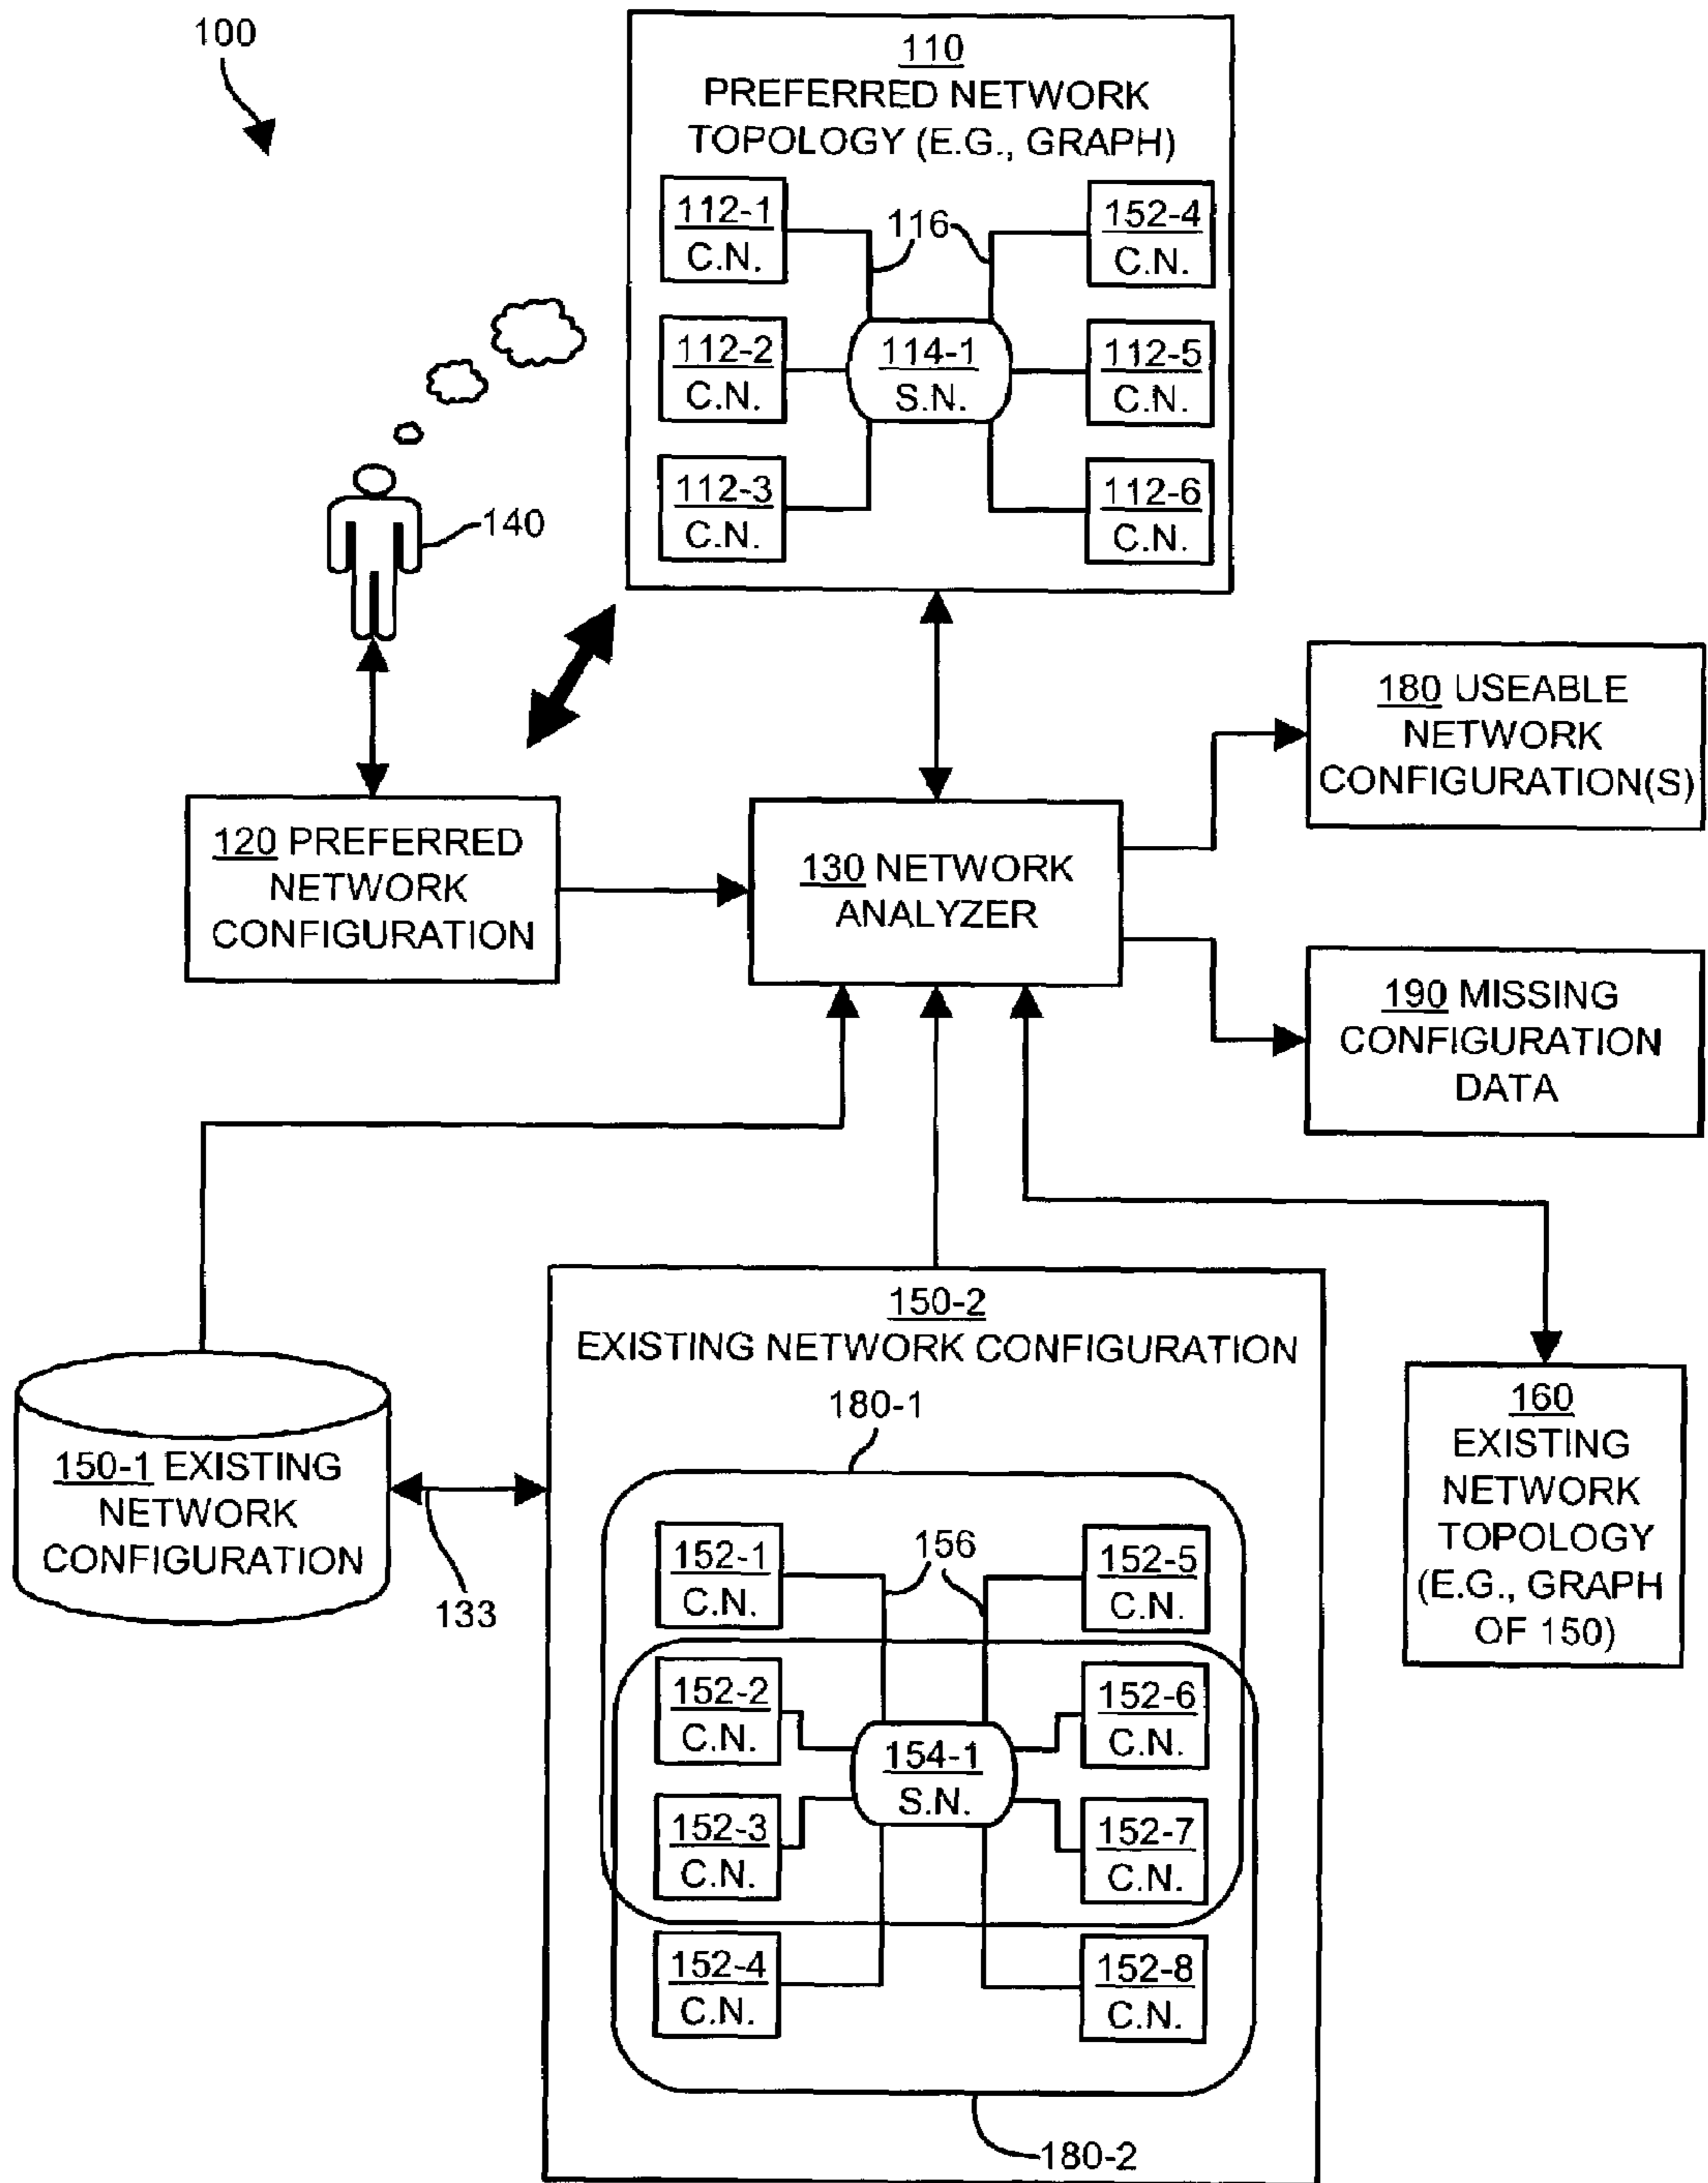 100
110
PREFERRED NETWORK
TOPOLOGY (E.G., GRAPH)
112-1
C.N.
116
152-4
C.N.
112-2
C.N.
114-1
S.N.
112-5
C.N.
112-3
C.N.
112-6
C.N.
140
120 PREFERRED
NETWORK
CONFIGURATION
130 NETWORK
ANALYZER
180 USEABLE
NETWORK
CONFIGURATION(S)
190 MISSING
CONFIGURATION
DATA
150-1 EXISTING
NETWORK
CONFIGURATION
133
150-2
EXISTING NETWORK CONFIGURATION
180-1
152-1
C.N.
156
152-5
C.N.
152-2
C.N.
152-6
C.N.
154-1
S.N.
152-3
C.N.
152-7
C.N.
152-4
C.N.
152-8
C.N.
180-2
160
EXISTING
NETWORK
TOPOLOGY
(E.G., GRAPH
OF 150)